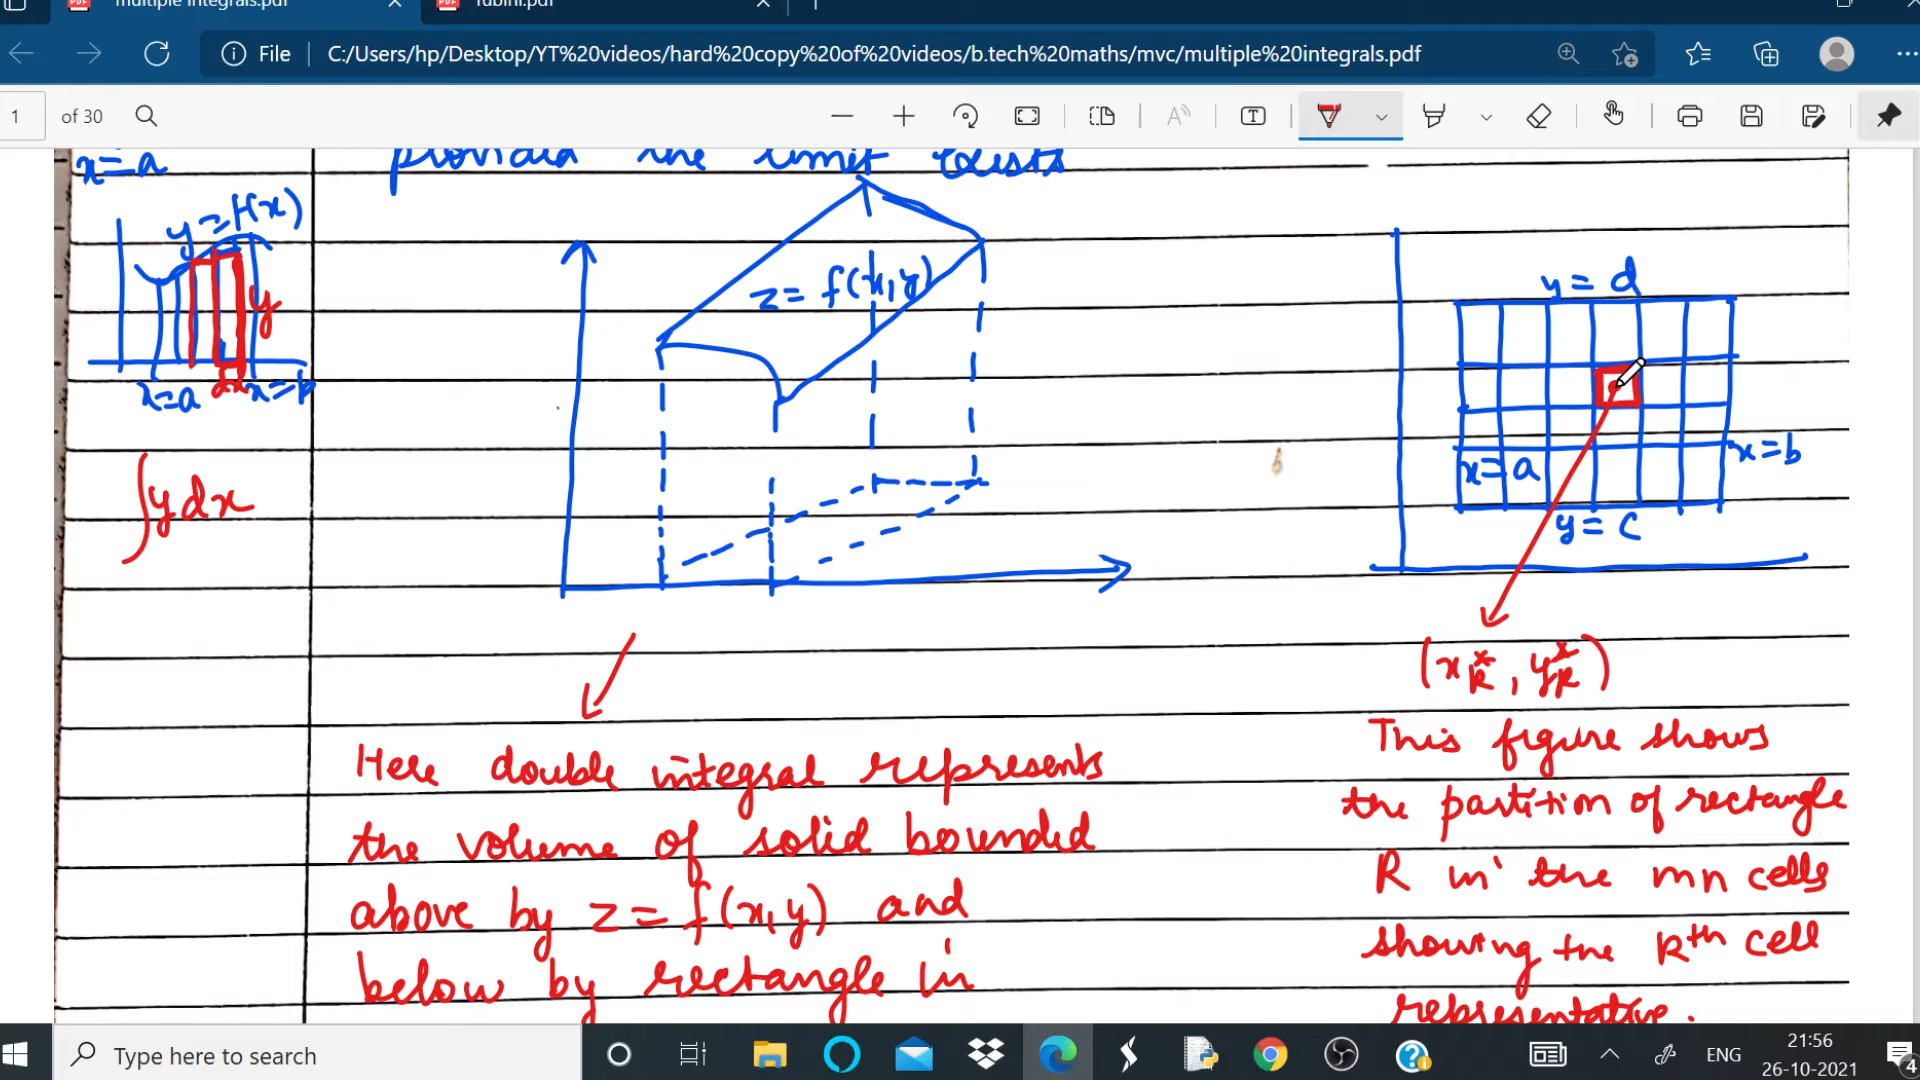 multiple integrals.pdf
fubini.pdf
File
C:/Users/hp/Desktop/YT%20videos/hard%20copy%20of%20videos/b.tech%20maths/mvc/multiple%20integrals.pdf
1 of 30
x=a
provided the limit exists
y=f(x)
y
x=a dx x=b
∫y dx
z = f(x,y)
y = d
x=a
x=b
y = c
(x*k, y*k)
Here double integral represents
the volume of solid bounded
above by z=f(x,y) and
below by rectangle in
This figure shows
the partition of rectangle
R in the mn cells
showing the kth cell
representative.
Type here to search
ENG
21:56
26-10-2021
4